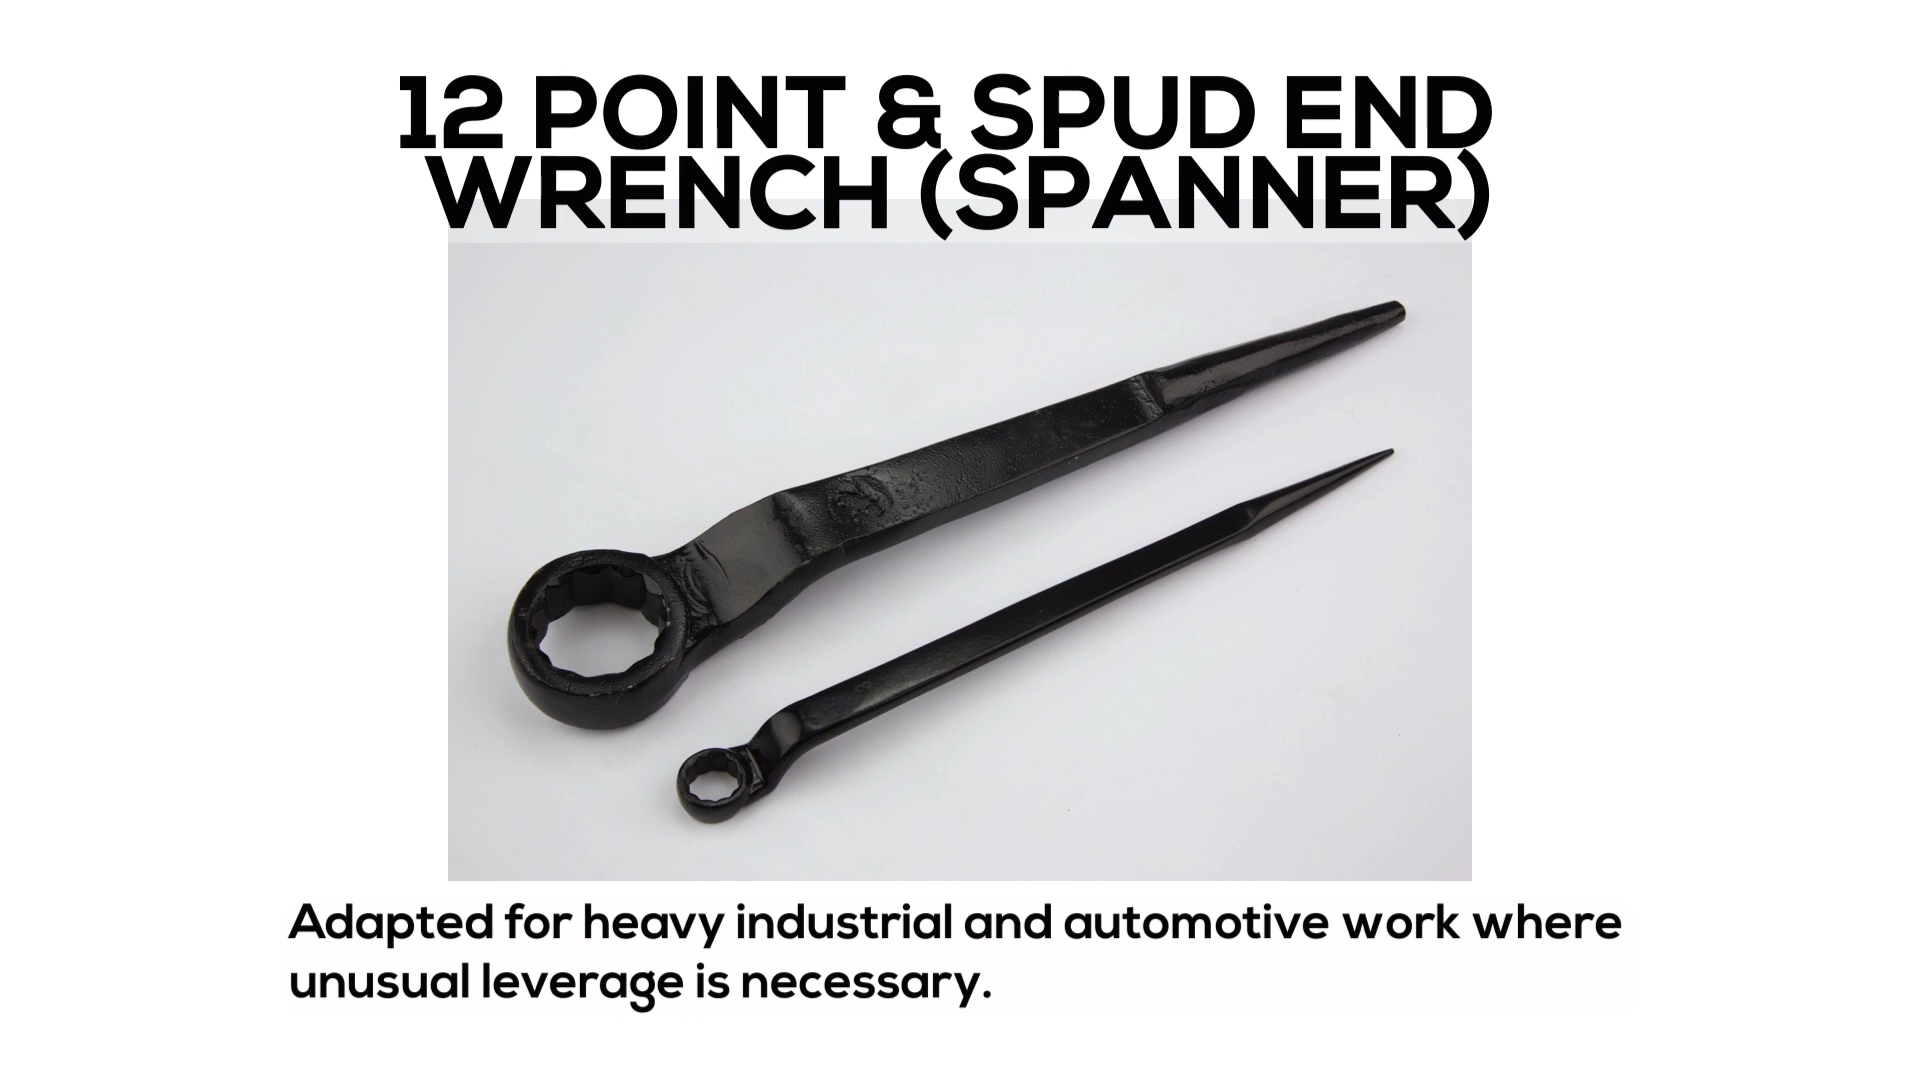 12 POINT & SPUD END
WRENCH (SPANNER)
Adapted for heavy industrial and automotive work where
unusual leverage is necessary.